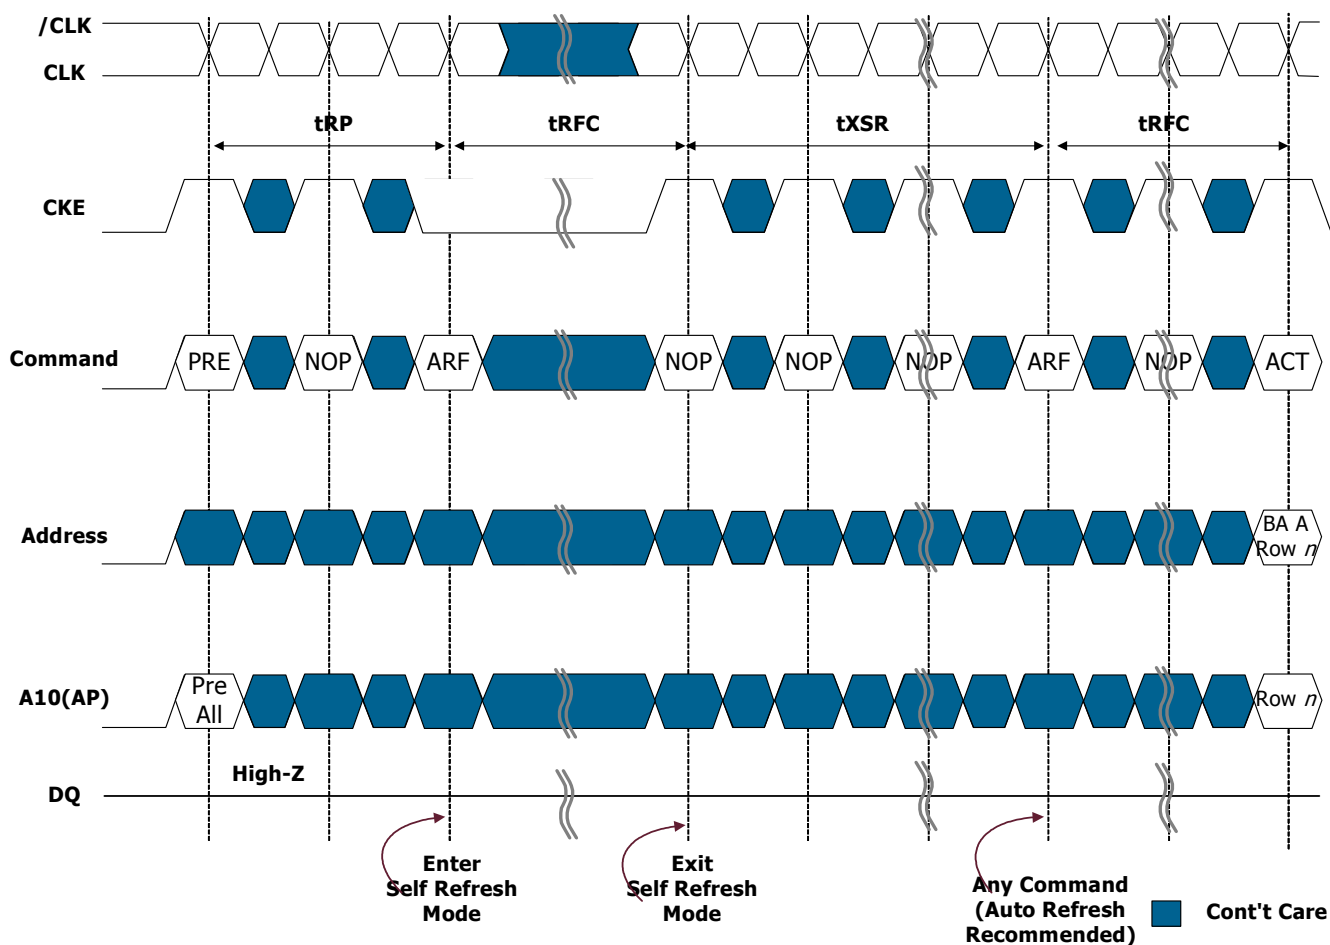 /CLK
CLK
tRP tRFC tXSR tRFC
CKE
Command PRE NOP ARF NOP NOP NOP ARF NOP ACT
Address BA A
Row n
A10(AP) Pre
All Row n
High-Z
DQ
Enter
Self Refresh
Mode
Exit
Self Refresh
Mode
Any Command
(Auto Refresh
Recommended)
Cont't Care